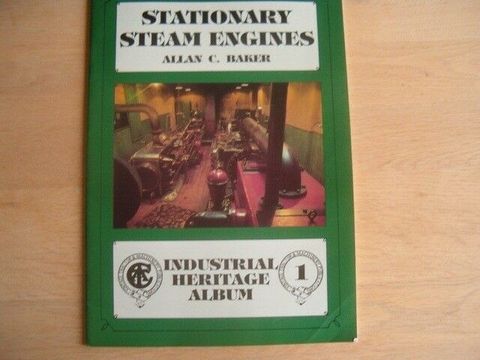 STATIONARY
STEAM ENGINES
ALLAN C. BAKER
INDUSTRIAL
HERITAGE
ALBUM
1